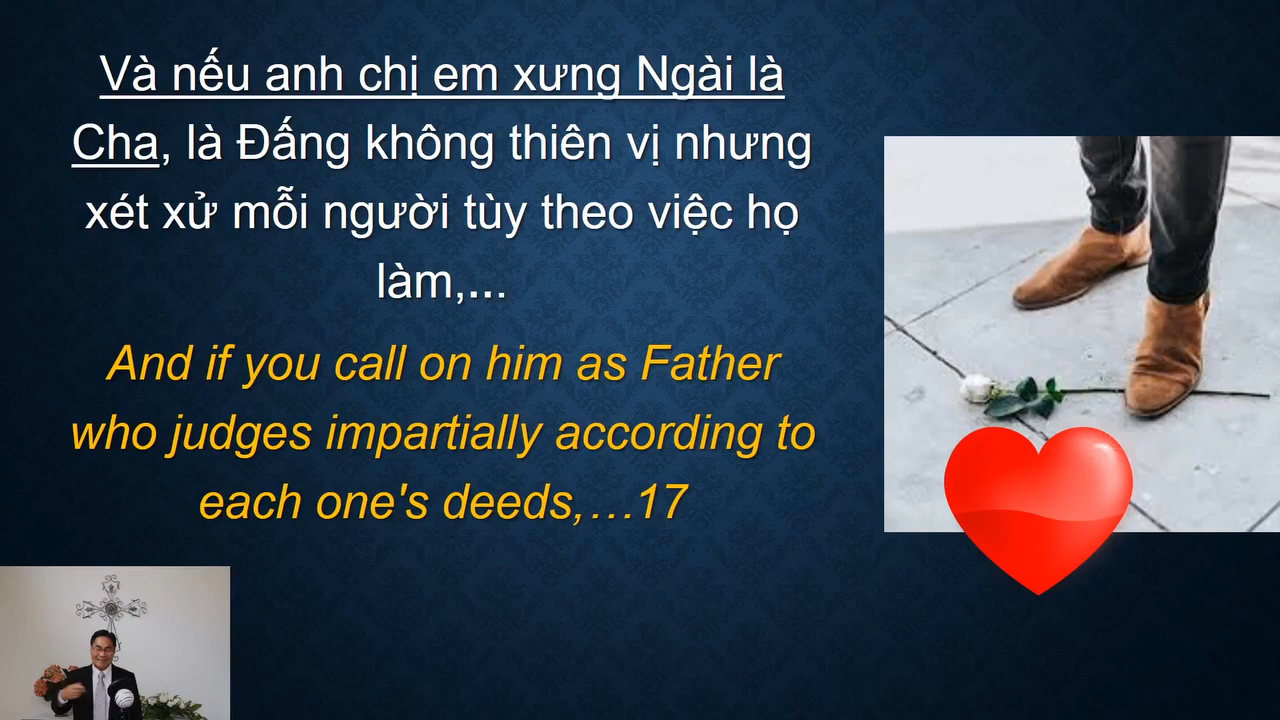 Và nếu anh chị em xưng Ngài là
Cha, là Đấng không thiên vị nhưng
xét xử mỗi người tùy theo việc họ
làm,...
And if you call on him as Father
who judges impartially according to
each one's deeds,…17